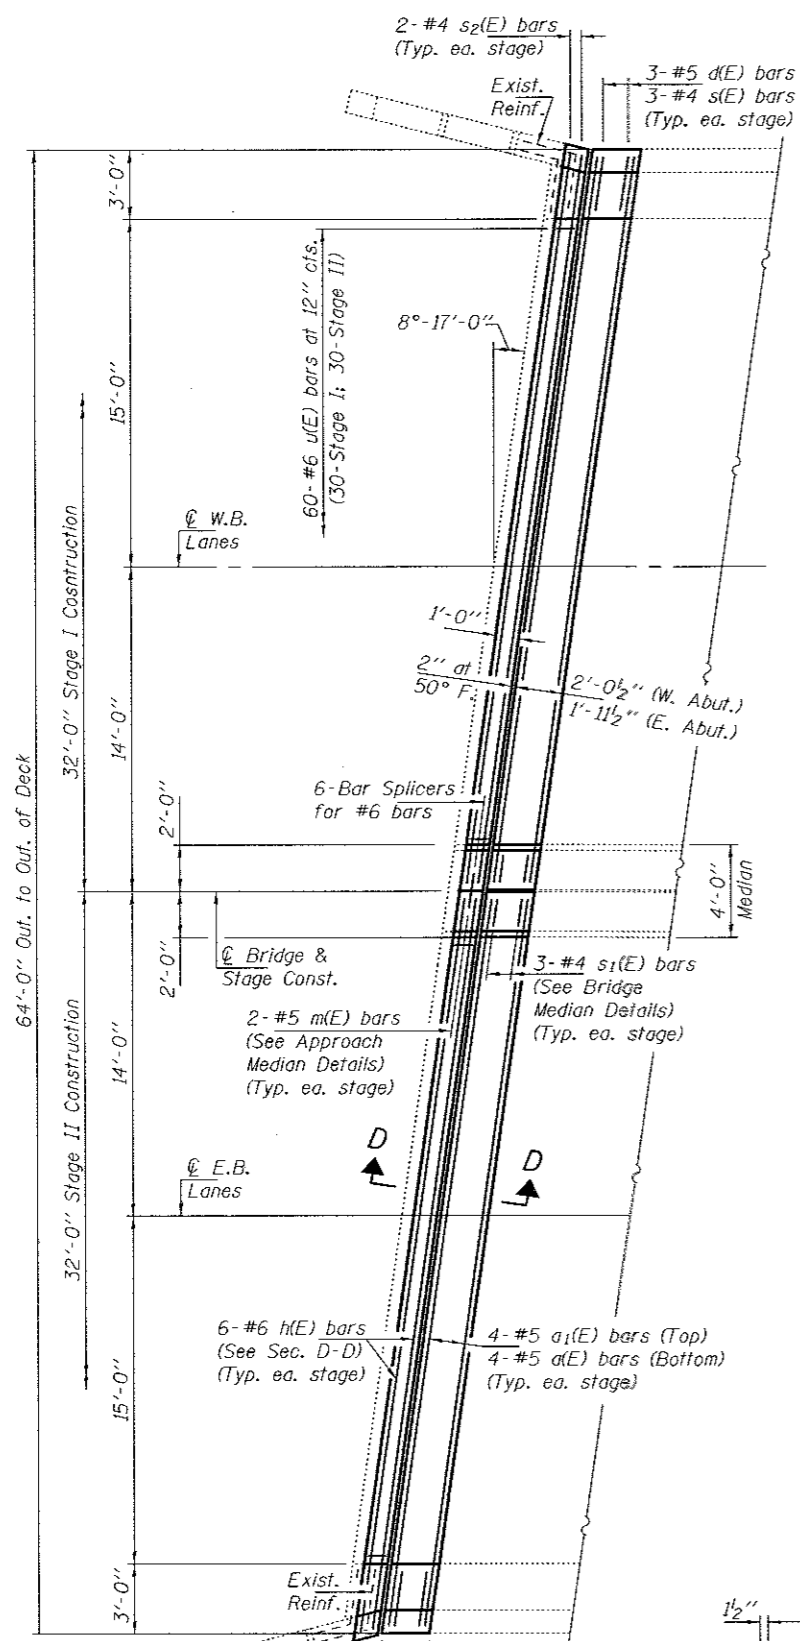 2-#4 s2(E) bars
(Typ. ea. stage)
3-#5 d(E) bars
3-#4 s(E) bars
(Typ. ea. stage)
Exist.
Reinf.
3'-0"
60-#6 u(E) bars at 12" cts.
(30-Stage I; 30-Stage II)
8°-17'-0"
15'-0"
℄ W.B.
Lanes
32'-0" Stage I Cosntruction
1'-0"
2" at
50° F.
2'-0½" (W. Abut.)
1'-11½" (E. Abut.)
14'-0"
6-Bar Splicers
for #6 bars
2'-0"
64'-0" Out. to Out. of Deck
4'-0"
Median
2'-0"
℄ Bridge &
Stage Const.
3-#4 s1(E) bars
(See Bridge
Median Details)
(Typ. ea. stage)
2-#5 m(E) bars
(See Approach
Median Details)
(Typ. ea. stage)
14'-0"
32'-0" Stage II Construction
D
D
℄ E.B.
Lanes
6-#6 h(E) bars
(See Sec. D-D)
(Typ. ea. stage)
4-#5 a1(E) bars (Top)
4-#5 a(E) bars (Bottom)
(Typ. ea. stage)
15'-0"
Exist.
Reinf.
3'-0"
1½"